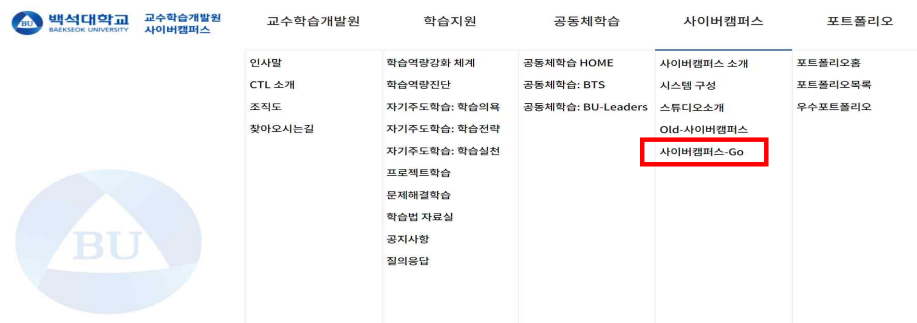 백석대학교
BAEKSEOK UNIVERSITY
교수학습개발원
사이버캠퍼스
교수학습개발원
학습지원
공동체학습
사이버캠퍼스
포트폴리오
인사말
CTL 소개
조직도
찾아오시는길
학습역량강화 체계
학습역량진단
자기주도학습: 학습의욕
자기주도학습: 학습전략
자기주도학습: 학습실천
프로젝트학습
문제해결학습
학습법 자료실
공지사항
질의응답
공동체학습 HOME
공동체학습: BTS
공동체학습: BU-Leaders
사이버캠퍼스 소개
시스템 구성
스튜디오소개
Old-사이버캠퍼스
사이버캠퍼스-Go
포트폴리오홈
포트폴리오목록
우수포트폴리오
BU
BU